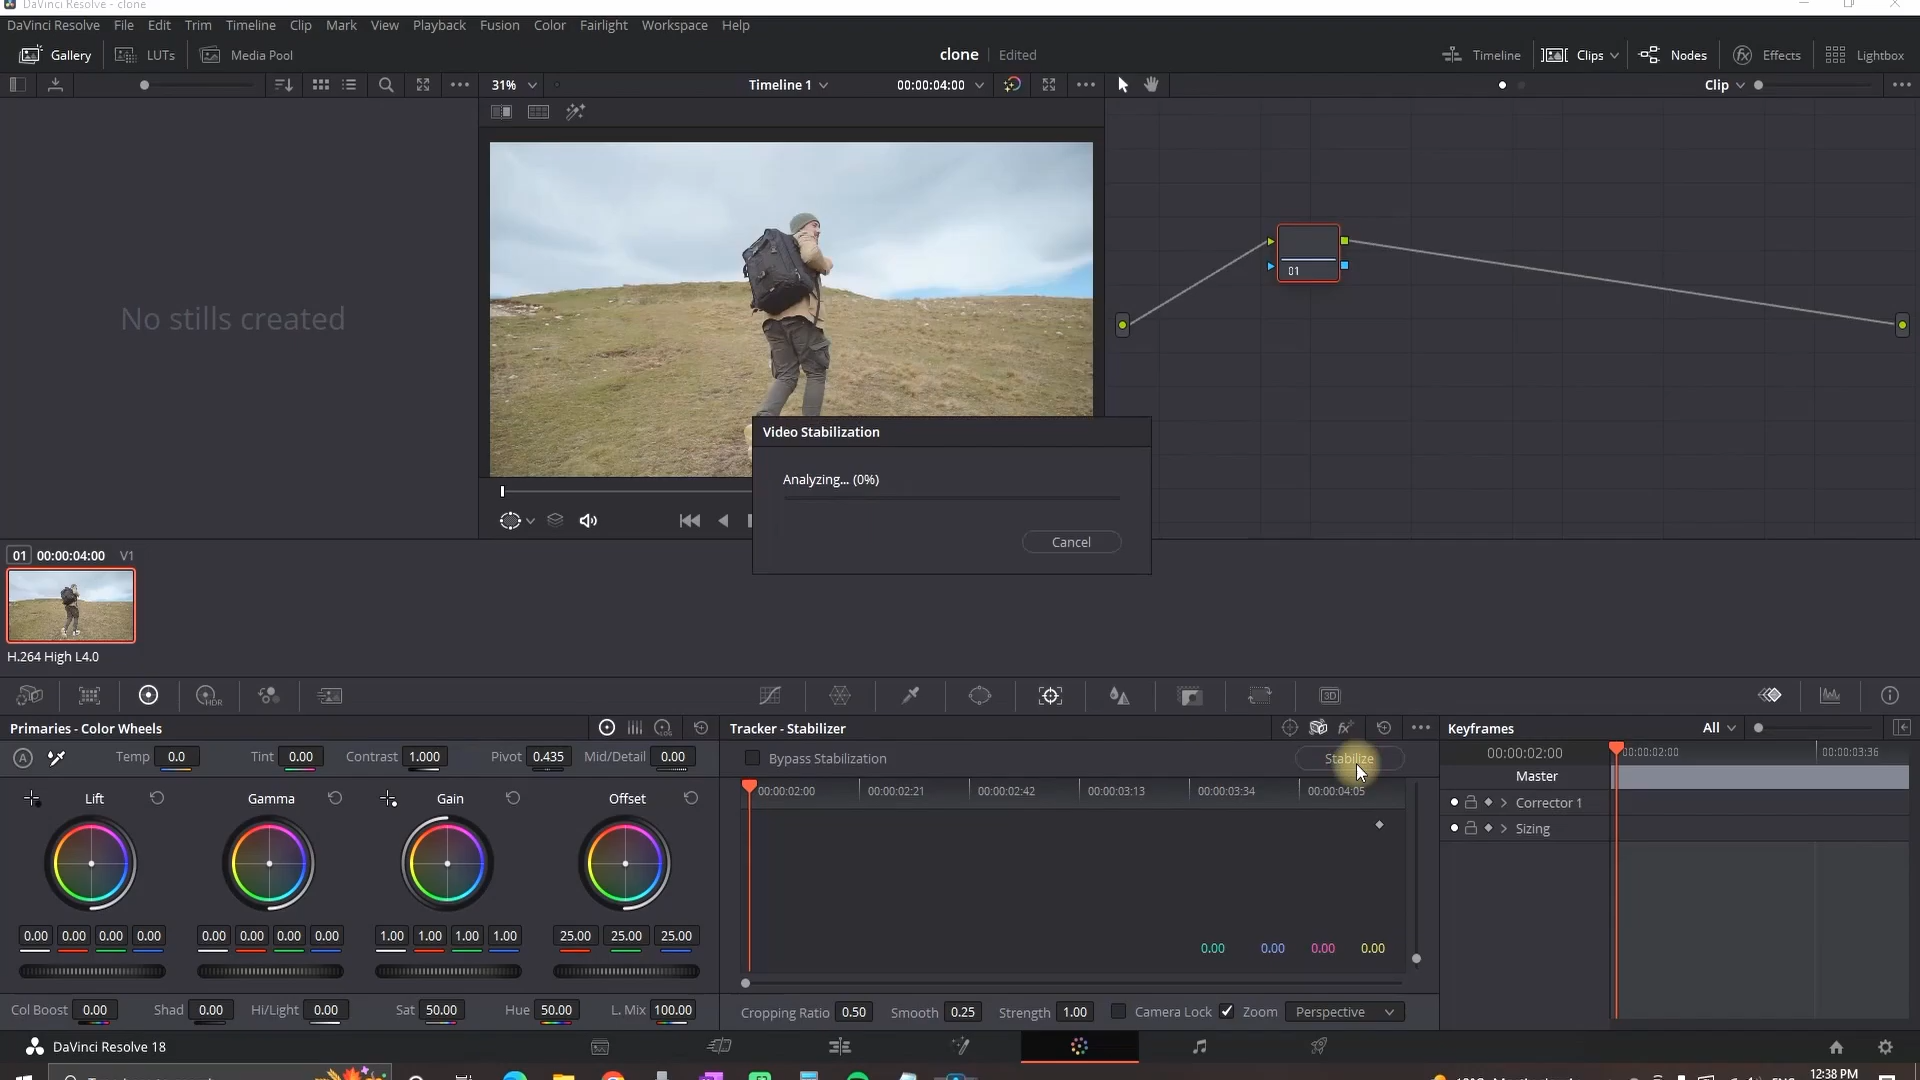 DaVinci Resolve - clone
DaVinci Resolve File Edit Trim Timeline Clip Mark View Playback Fusion Color Fairlight Workspace Help
Gallery LUTs Media Pool clone Edited Timeline Clips Nodes Effects Lightbox
31% Timeline 1 00:00:04:00 Clip
No stills created
01
Video Stabilization
Analyzing... (0%)
Cancel
01 00:00:04:00 V1
H.264 High L4.0
HDR 3D
Primaries - Color Wheels LOG Tracker - Stabilizer fx Keyframes All
A Temp 0.0 Tint 0.00 Contrast 1.000 Pivot 0.435 Mid/Detail 0.00 Bypass Stabilization Stabilize 00:00:02:00 00:00:02:00 00:00:03:36
Master
Lift Gamma Gain Offset 00:00:02:00 00:00:02:21 00:00:02:42 00:00:03:13 00:00:03:34 00:00:04:05
Corrector 1
Sizing
0.00 0.00 0.00 0.00 0.00 0.00 0.00 0.00 1.00 1.00 1.00 1.00 25.00 25.00 25.00
0.00 0.00 0.00 0.00
Col Boost 0.00 Shad 0.00 Hi/Light 0.00 Sat 50.00 Hue 50.00 L. Mix 100.00 Cropping Ratio 0.50 Smooth 0.25 Strength 1.00 Camera Lock Zoom Perspective
DaVinci Resolve 18
12:38 PM